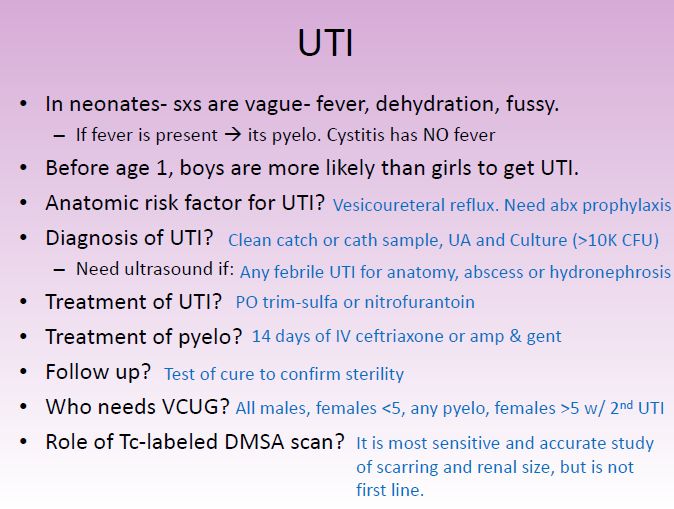 UTI
• In neonates- sxs are vague- fever, dehydration, fussy.
– If fever is present → its pyelo. Cystitis has NO fever
• Before age 1, boys are more likely than girls to get UTI.
• Anatomic risk factor for UTI? Vesicoureteral reflux. Need abx prophylaxis
• Diagnosis of UTI? Clean catch or cath sample, UA and Culture (>10K CFU)
– Need ultrasound if: Any febrile UTI for anatomy, abscess or hydronephrosis
• Treatment of UTI? PO trim-sulfa or nitrofurantoin
• Treatment of pyelo? 14 days of IV ceftriaxone or amp & gent
• Follow up? Test of cure to confirm sterility
• Who needs VCUG? All males, females <5, any pyelo, females >5 w/ 2nd UTI
• Role of Tc-labeled DMSA scan? It is most sensitive and accurate study
of scarring and renal size, but is not
first line.